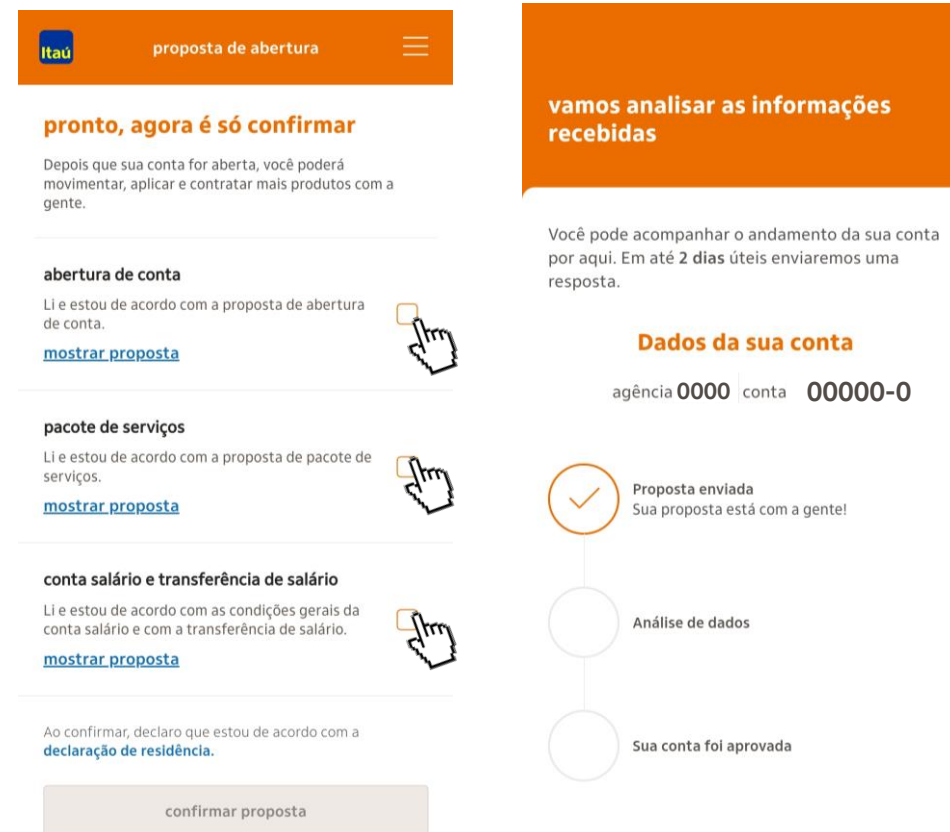 Itaú
proposta de abertura
pronto, agora é só confirmar
Depois que sua conta for aberta, você poderá
movimentar, aplicar e contratar mais produtos com a
gente.
abertura de conta
Li e estou de acordo com a proposta de abertura
de conta.
mostrar proposta
pacote de serviços
Li e estou de acordo com a proposta de pacote de
serviços.
mostrar proposta
conta salário e transferência de salário
Li e estou de acordo com as condições gerais da
conta salário e com a transferência de salário.
mostrar proposta
Ao confirmar, declaro que estou de acordo com a
declaração de residência.
confirmar proposta
vamos analisar as informações
recebidas
Você pode acompanhar o andamento da sua conta
por aqui. Em até 2 dias úteis enviaremos uma
resposta.
Dados da sua conta
agência 0000 conta 00000-0
Proposta enviada
Sua proposta está com a gente!
Análise de dados
Sua conta foi aprovada